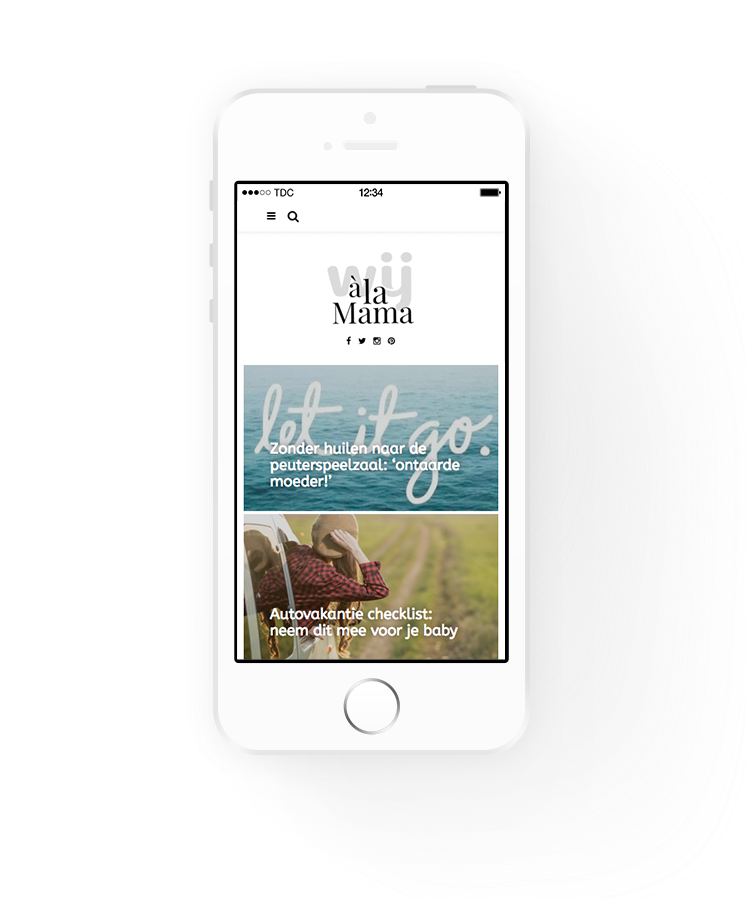 TDC 12:34
wij
à la
Mama
let it go.
Zonder huilen naar de
peuterspeelzaal: ‘ontaarde
moeder!’
Autovakantie checklist:
neem dit mee voor je baby